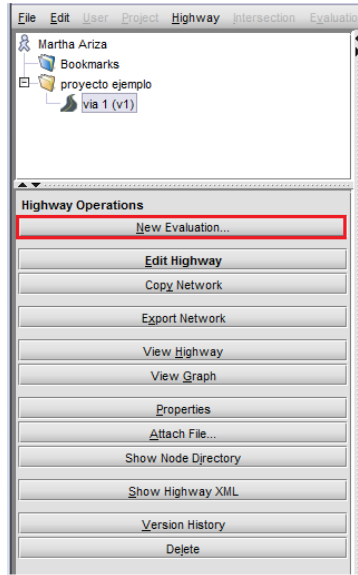 File Edit User Project Highway Intersection Evaluatio
Martha Ariza
Bookmarks
proyecto ejemplo
via 1 (v1)
Highway Operations
New Evaluation...
Edit Highway
Copy Network
Export Network
View Highway
View Graph
Properties
Attach File...
Show Node Directory
Show Highway XML
Version History
Delete